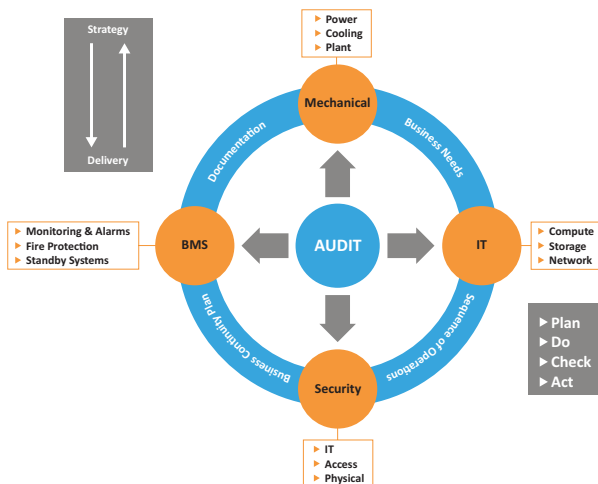 Strategy
Delivery
Power
Cooling
Plant
Mechanical
Documentation
Business Needs
Monitoring & Alarms
Fire Protection
Standby Systems
BMS
AUDIT
IT
Compute
Storage
Network
Business Continuity Plan
Sequence of Operations
Plan
Do
Check
Act
Security
IT
Access
Physical